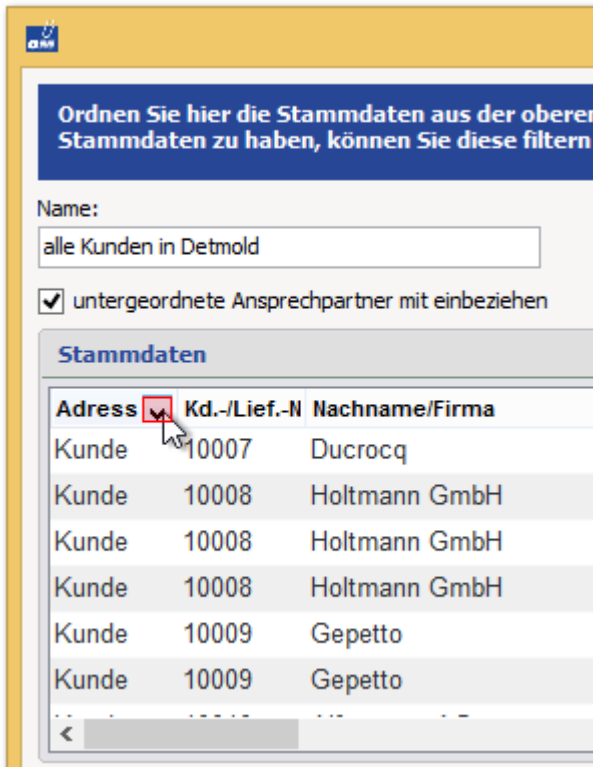 Ordnen Sie hier die Stammdaten aus der oberen
Stammdaten zu haben, können Sie diese filtern
Name:
alle Kunden in Detmold
untergeordnete Ansprechpartner mit einbeziehen
Stammdaten
Adress Kd.-/Lief.-N Nachname/Firma
Kunde 10007 Ducrocq
Kunde 10008 Holtmann GmbH
Kunde 10008 Holtmann GmbH
Kunde 10008 Holtmann GmbH
Kunde 10009 Gepetto
Kunde 10009 Gepetto